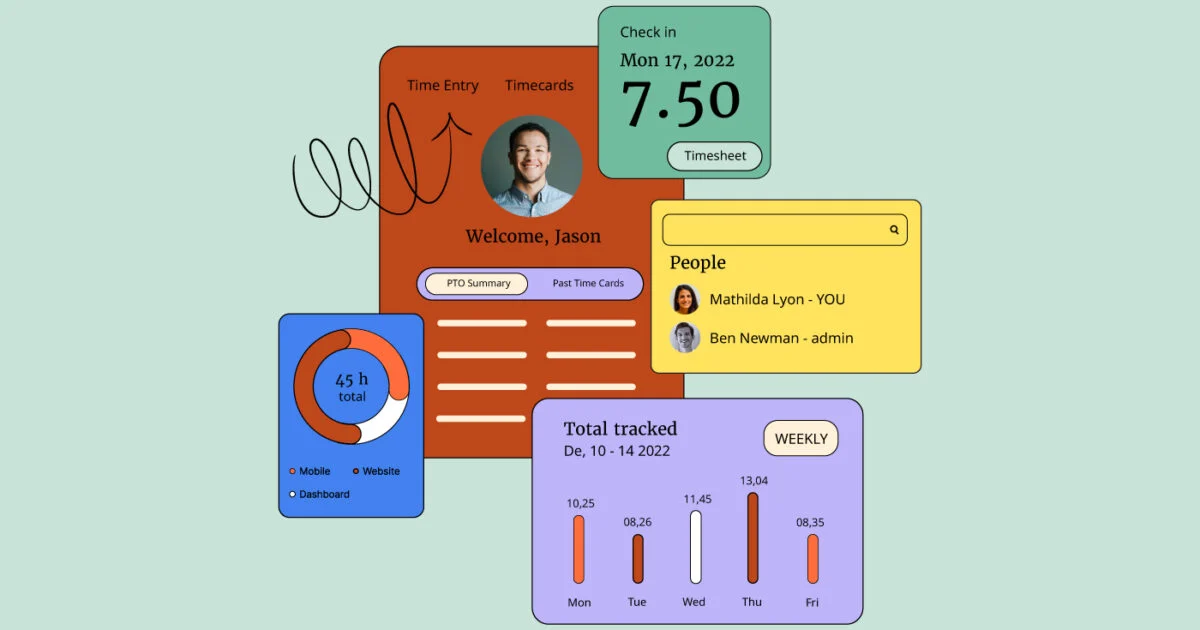 Check in
Mon 17, 2022
7.50
Timesheet
Time Entry
Timecards
Welcome, Jason
PTO Summary
Past Time Cards
People
Mathilda Lyon - YOU
Ben Newman - admin
45 h
total
Mobile
Website
Dashboard
Total tracked
De, 10 - 14 2022
WEEKLY
10,25
08,26
11,45
13,04
08,35
Mon
Tue
Wed
Thu
Fri